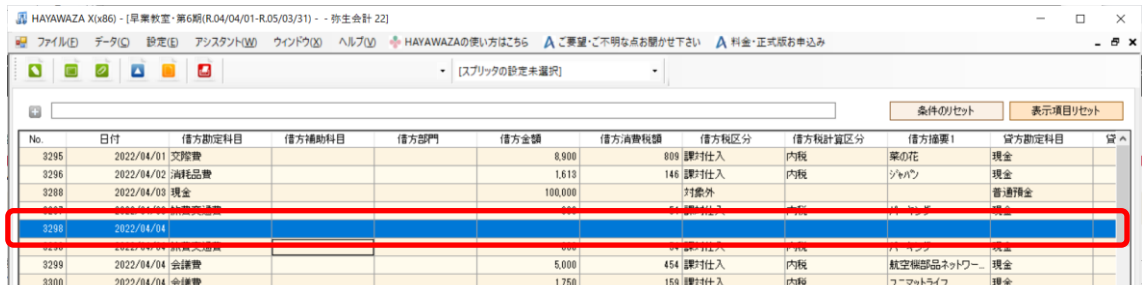 HAYAWAZA X(x86) - [早業教室・第6期(R.04/04/01-R.05/03/31) - - 弥生会計 22]
ファイル(F) データ(O) 設定(E) アシスタント(W) ウィンドウ(X) ヘルプ(V) HAYAWAZAの使い方はこちら ご要望・ご不明な点お聞かせ下さい 料金・正式版お申込み
[スプリッタの設定未選択]
条件のリセット 表示項目リセット
No. 日付 借方勘定科目 借方補助科目 借方部門 借方金額 借方消費税額 借方税区分 借方税計算区分 借方摘要1 貸方勘定科目
3295 2022/04/01 交際費 8,900 809 課対仕入 内税 菜の花 現金
3296 2022/04/02 消耗品費 1,613 146 課対仕入 内税 ジャパン 現金
3288 2022/04/03 現金 100,000 対象外 普通預金
3298 2022/04/04
3299 2022/04/04 会議費 5,000 454 課対仕入 内税 航空機部品ネットワー... 現金
3300 2022/04/04 会議費 1,750 159 課対仕入 内税 ユニマットライフ 現金